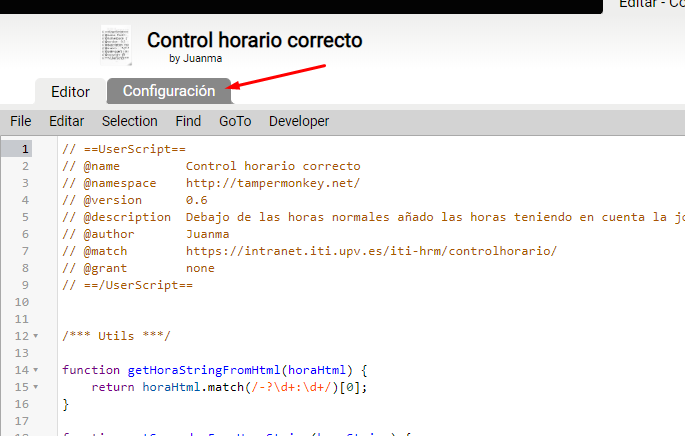 Editar - Co
Control horario correcto
by Juanma
Editor Configuración
File Editar Selection Find GoTo Developer
1 // ==UserScript==
2 // @name Control horario correcto
3 // @namespace http://tampermonkey.net/
4 // @version 0.6
5 // @description Debajo de las horas normales añado las horas teniendo en cuenta la jo
6 // @author Juanma
7 // @match https://intranet.iti.upv.es/iti-hrm/controlhorario/
8 // @grant none
9 // ==/UserScript==
10
11
12 /*** Utils ***/
13
14 function getHoraStringFromHtml(horaHtml) {
15 return horaHtml.match(/-?\d+:\d+/)[0];
16 }
17